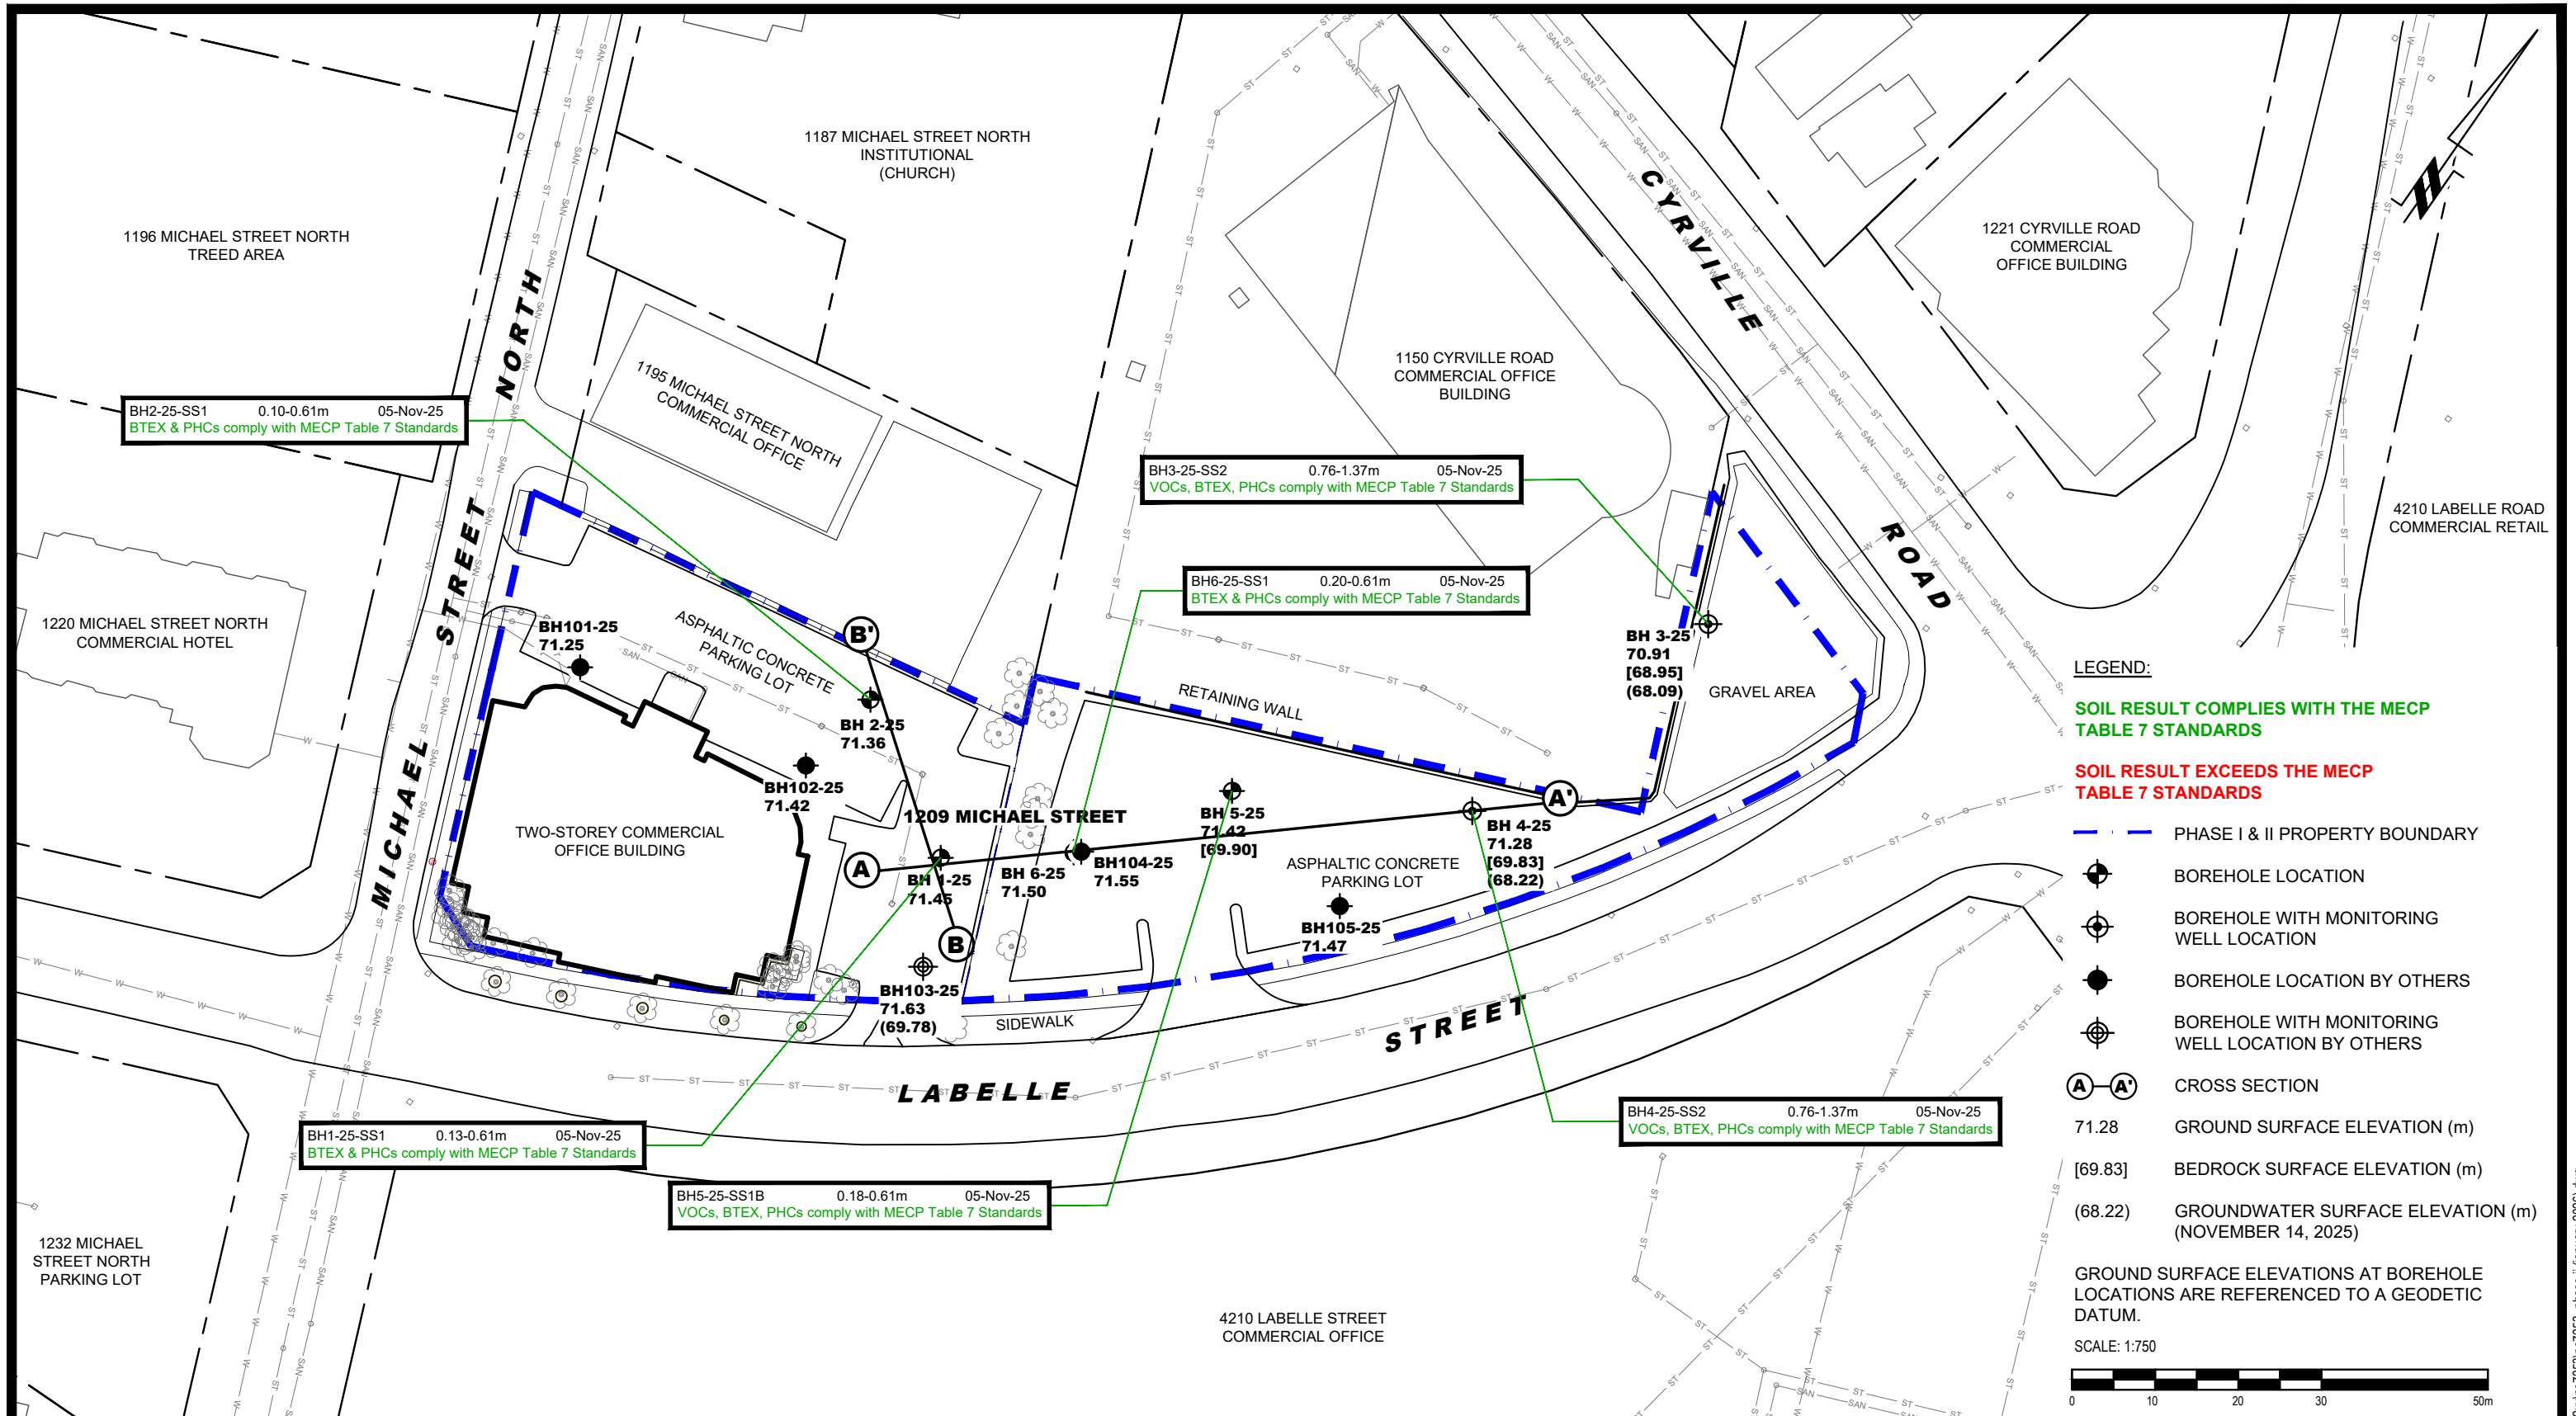 1187 MICHAEL STREET NORTH
INSTITUTIONAL
(CHURCH)
1196 MICHAEL STREET NORTH
TREED AREA
1221 CYRVILLE ROAD
COMMERCIAL
OFFICE BUILDING
CYRVILLE
ROAD
MICHAEL
STREET
NORTH
1195 MICHAEL STREET NORTH
COMMERCIAL OFFICE
1150 CYRVILLE ROAD
COMMERCIAL OFFICE
BUILDING
BH2-25-SS1 0.10-0.61m 05-Nov-25
BTEX & PHCs comply with MECP Table 7 Standards
BH3-25-SS2 0.76-1.37m 05-Nov-25
VOCs, BTEX, PHCs comply with MECP Table 7 Standards
4210 LABELLE ROAD
COMMERCIAL RETAIL
BH6-25-SS1 0.20-0.61m 05-Nov-25
BTEX & PHCs comply with MECP Table 7 Standards
1220 MICHAEL STREET NORTH
COMMERCIAL HOTEL
BH101-25
71.25
ASPHALTIC CONCRETE
PARKING LOT
B'
BH 2-25
71.36
RETAINING WALL
BH 3-25
70.91
[68.95]
(68.09)
GRAVEL AREA
BH102-25
71.42
1209 MICHAEL STREET
TWO-STOREY COMMERCIAL
OFFICE BUILDING
A
BH 1-25
71.45
B
BH 6-25
71.50
BH104-25
71.55
BH 5-25
71.42
[69.90]
A'
BH 4-25
71.28
[69.83]
(68.22)
ASPHALTIC CONCRETE
PARKING LOT
BH105-25
71.47
BH103-25
71.63
(69.78)
SIDEWALK
LABELLE
STREET
BH1-25-SS1 0.13-0.61m 05-Nov-25
BTEX & PHCs comply with MECP Table 7 Standards
BH5-25-SS1B 0.18-0.61m 05-Nov-25
VOCs, BTEX, PHCs comply with MECP Table 7 Standards
BH4-25-SS2 0.76-1.37m 05-Nov-25
VOCs, BTEX, PHCs comply with MECP Table 7 Standards
1232 MICHAEL
STREET NORTH
PARKING LOT
4210 LABELLE STREET
COMMERCIAL OFFICE
LEGEND:
SOIL RESULT COMPLIES WITH THE MECP
TABLE 7 STANDARDS
SOIL RESULT EXCEEDS THE MECP
TABLE 7 STANDARDS
PHASE I & II PROPERTY BOUNDARY
BOREHOLE LOCATION
BOREHOLE WITH MONITORING
WELL LOCATION
BOREHOLE LOCATION BY OTHERS
BOREHOLE WITH MONITORING
WELL LOCATION BY OTHERS
A A' CROSS SECTION
71.28 GROUND SURFACE ELEVATION (m)
[69.83] BEDROCK SURFACE ELEVATION (m)
(68.22) GROUNDWATER SURFACE ELEVATION (m)
(NOVEMBER 14, 2025)
GROUND SURFACE ELEVATIONS AT BOREHOLE
LOCATIONS ARE REFERENCED TO A GEODETIC
DATUM.
SCALE: 1:750
0 10 20 30 50m